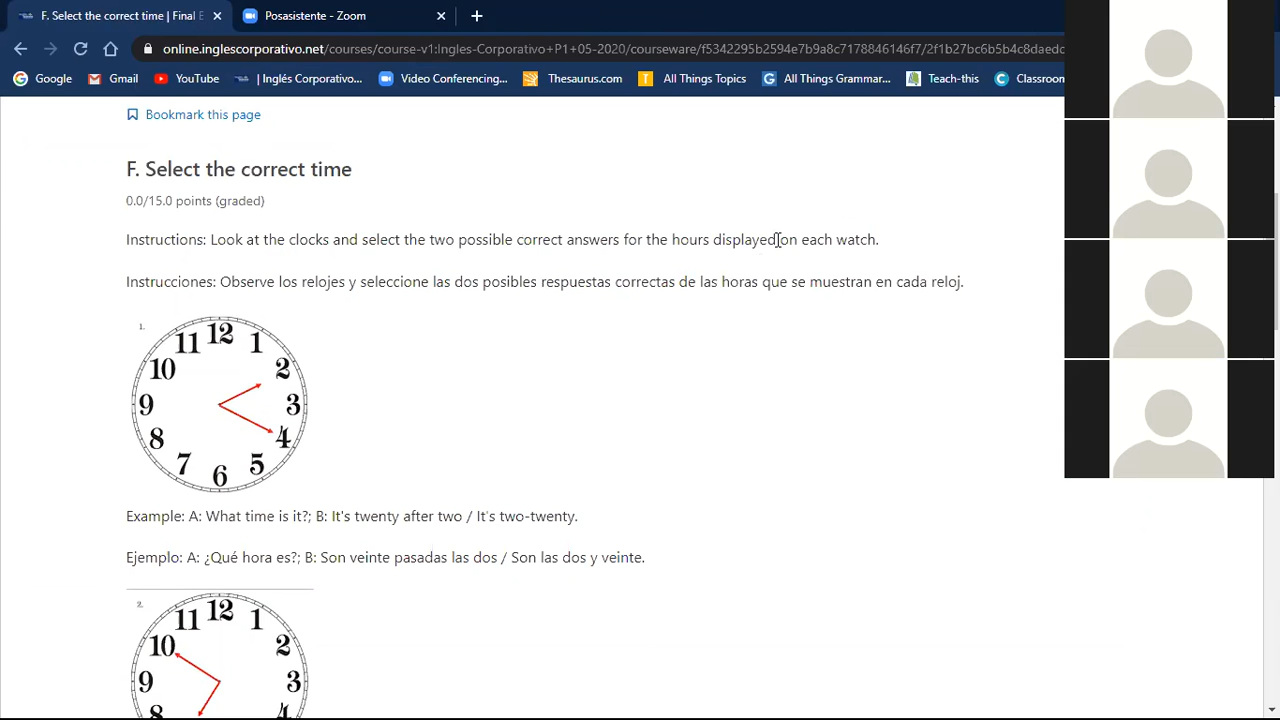 F. Select the correct time | Final E
Posasistente - Zoom
online.inglescorporativo.net/courses/course-v1:Ingles-Corporativo+P1+05-2020/courseware/f5342295b2594e7b9a8c7178846146f7/2f1b27bc6b5b4c8daedc
Google Gmail YouTube | Inglés Corporativo... Video Conferencing... Thesaurus.com All Things Topics All Things Grammar... Teach-this Classroom
Bookmark this page
F. Select the correct time
0.0/15.0 points (graded)
Instructions: Look at the clocks and select the two possible correct answers for the hours displayed on each watch.
Instrucciones: Observe los relojes y seleccione las dos posibles respuestas correctas de las horas que se muestran en cada reloj.
1.
12
11 1
10 2
9 3
8 4
7 5
6
Example: A: What time is it?; B: It's twenty after two / It's two-twenty.
Ejemplo: A: ¿Qué hora es?; B: Son veinte pasadas las dos / Son las dos y veinte.
2.
12
11 1
10 2
9 3
8 4